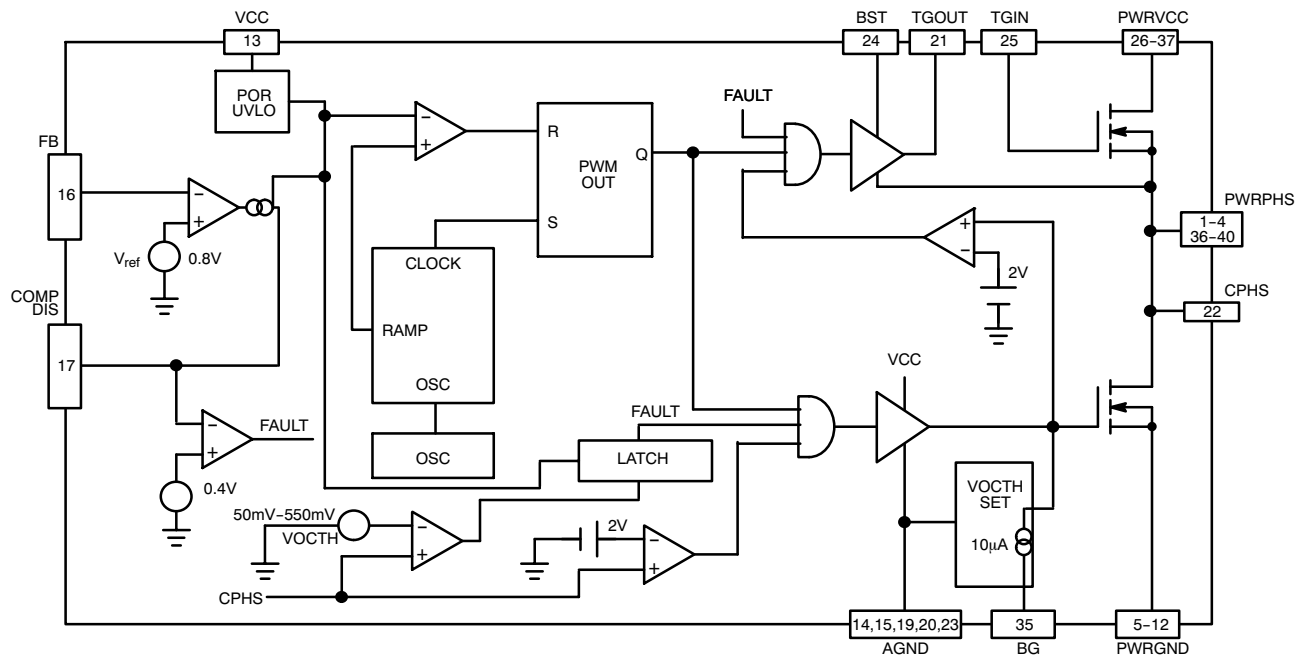 VCC
BST
TGOUT
TGIN
PWRVCC
13
24
21
25
26-37
POR
UVLO
FAULT
FB
16
−
+
−
+
R
PWM
OUT
Q
S
Vref
0.8V
CLOCK
RAMP
OSC
OSC
+
−
2V
PWRPHS
1-4
36-40
CPHS
22
COMP
DIS
17
VCC
−
+
FAULT
0.4V
FAULT
LATCH
VOCTH
SET
10μA
50mV-550mV
VOCTH
−
+
2V
−
+
CPHS
14,15,19,20,23
35
5-12
AGND
BG
PWRGND